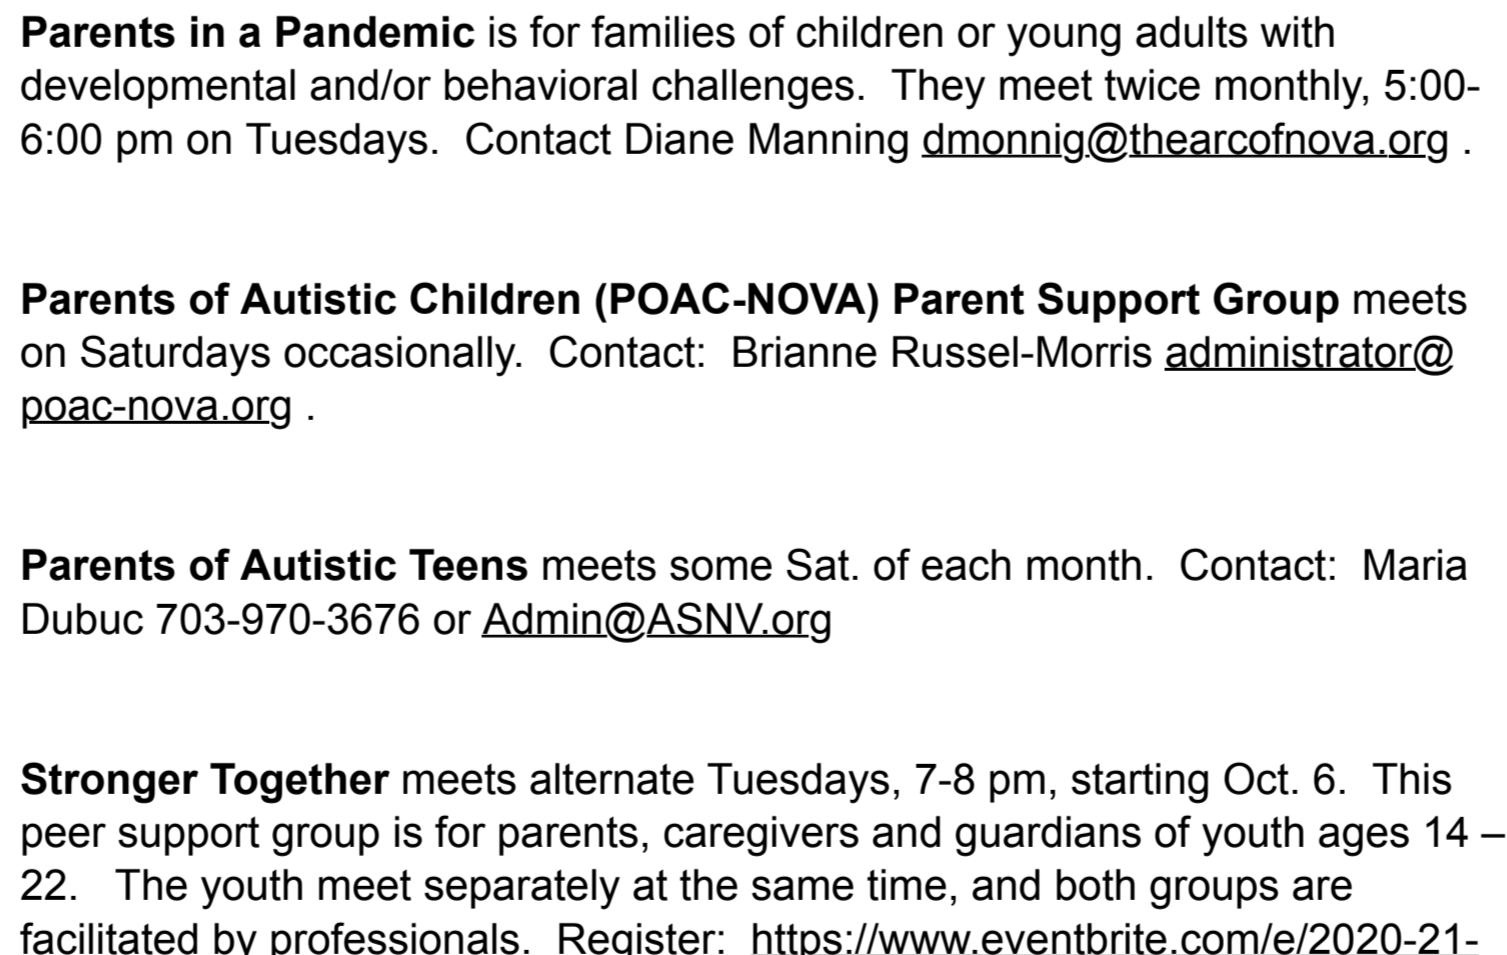 Parents in a Pandemic is for families of children or young adults with
developmental and/or behavioral challenges.  They meet twice monthly, 5:00-
6:00 pm on Tuesdays.  Contact Diane Manning dmonnig@thearcofnova.org .
Parents of Autistic Children (POAC-NOVA) Parent Support Group meets
on Saturdays occasionally.  Contact:  Brianne Russel-Morris administrator@
poac-nova.org .
Parents of Autistic Teens meets some Sat. of each month.  Contact:  Maria
Dubuc 703-970-3676 or Admin@ASNV.org
Stronger Together meets alternate Tuesdays, 7-8 pm, starting Oct. 6.  This
peer support group is for parents, caregivers and guardians of youth ages 14 –
22.   The youth meet separately at the same time, and both groups are
facilitated by professionals.  Register:  https://www.eventbrite.com/e/2020-21-